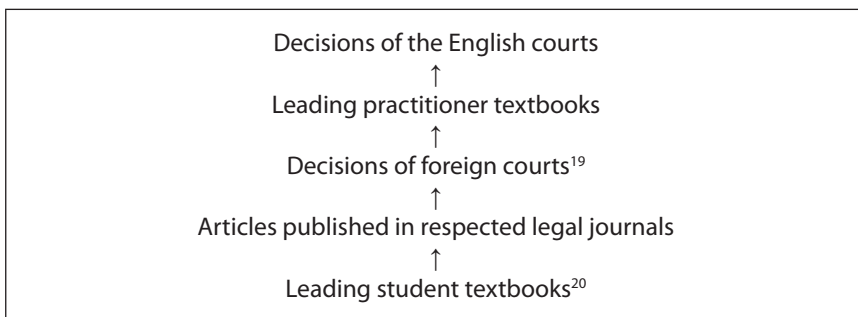 Decisions of the English courts
↑
Leading practitioner textbooks
↑
Decisions of foreign courts¹⁹
↑
Articles published in respected legal journals
↑
Leading student textbooks²⁰